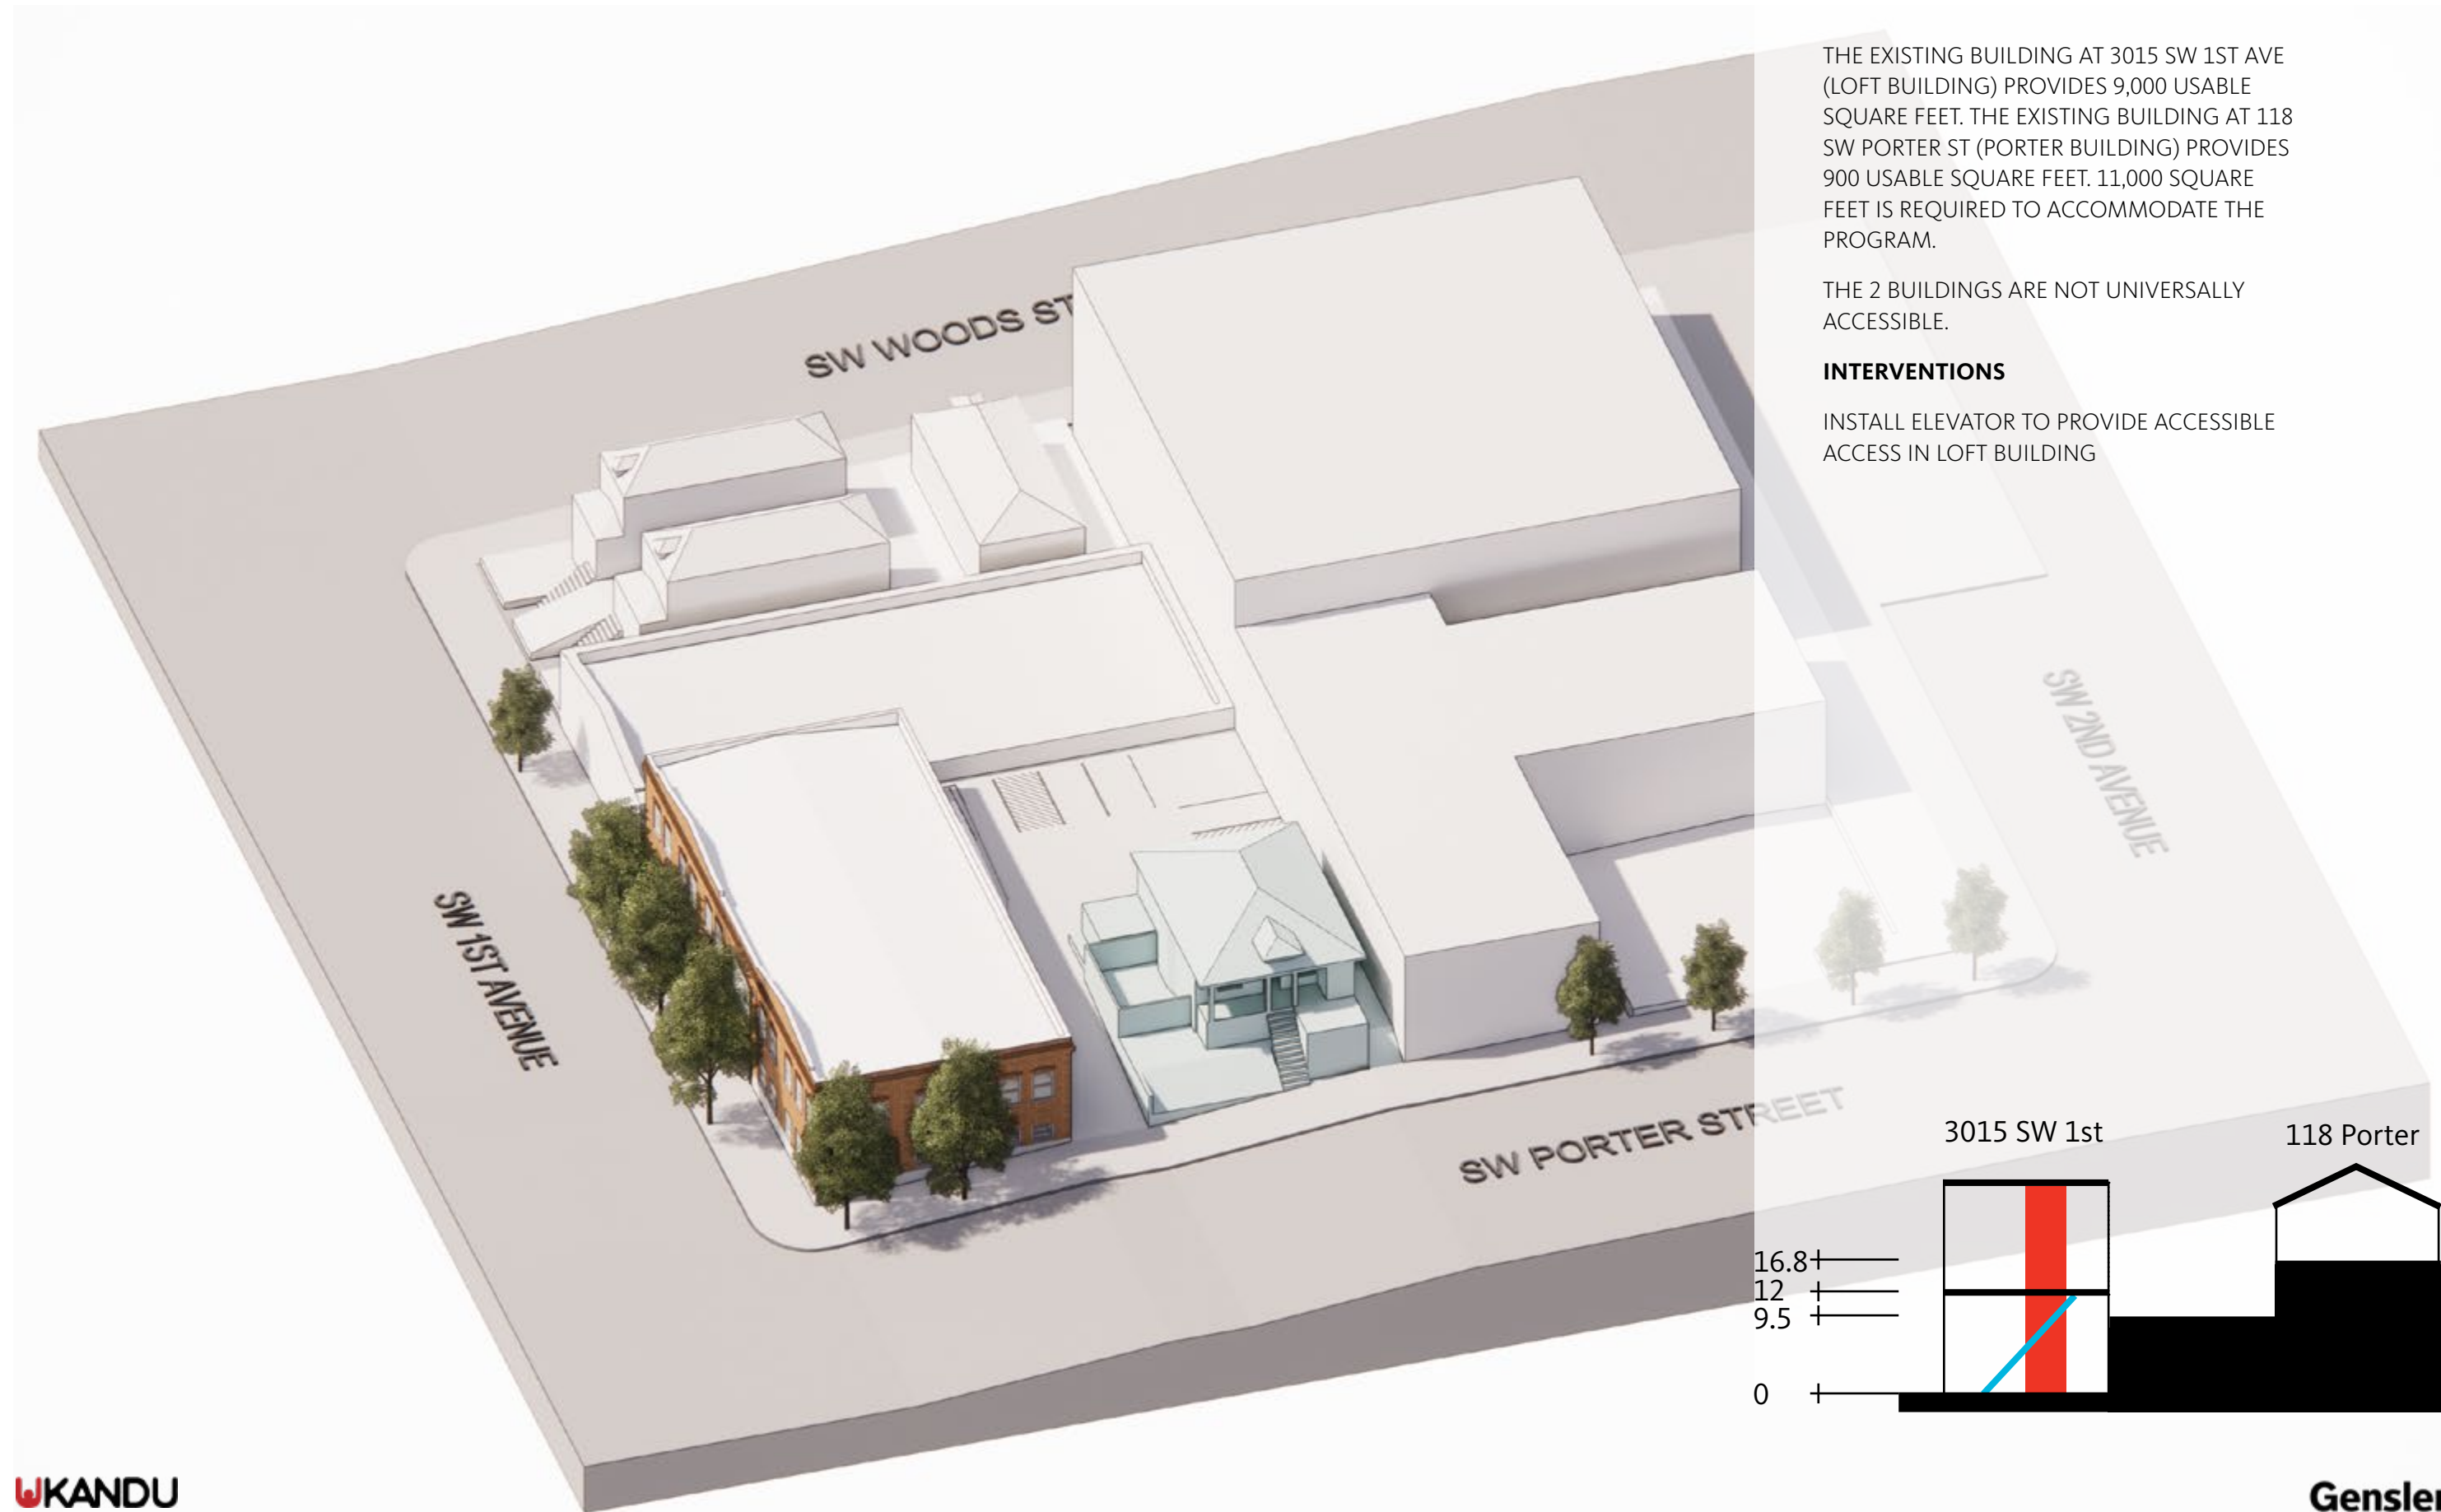 THE EXISTING BUILDING AT 3015 SW 1ST AVE
(LOFT BUILDING) PROVIDES 9,000 USABLE
SQUARE FEET. THE EXISTING BUILDING AT 118
SW PORTER ST (PORTER BUILDING) PROVIDES
900 USABLE SQUARE FEET. 11,000 SQUARE
FEET IS REQUIRED TO ACCOMMODATE THE
PROGRAM.
THE 2 BUILDINGS ARE NOT UNIVERSALLY
ACCESSIBLE.
INTERVENTIONS
INSTALL ELEVATOR TO PROVIDE ACCESSIBLE
ACCESS IN LOFT BUILDING
SW WOODS ST
SW 2ND AVENUE
SW 1ST AVENUE
SW PORTER STREET
3015 SW 1st
118 Porter
16.8
12
9.5
0
UKANDU
Gensler